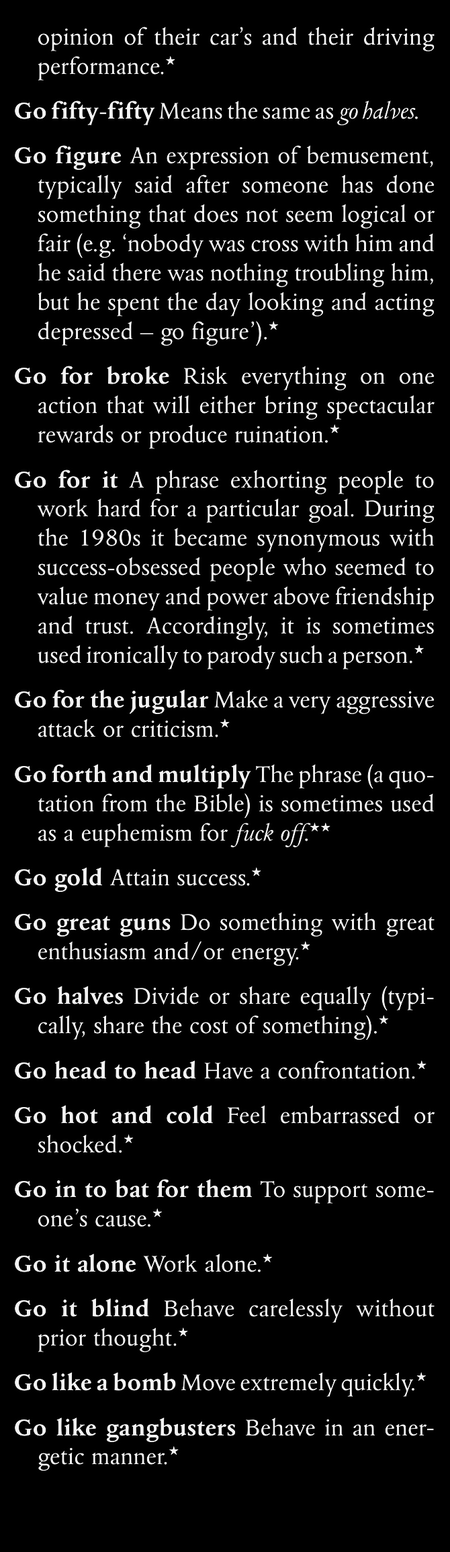 opinion of their car’s and their driving
performance.★
Go fifty-fifty Means the same as go halves.
Go figure An expression of bemusement,
typically said after someone has done
something that does not seem logical or
fair (e.g. ‘nobody was cross with him and
he said there was nothing troubling him,
but he spent the day looking and acting
depressed – go figure’).★
Go for broke Risk everything on one
action that will either bring spectacular
rewards or produce ruination.★
Go for it A phrase exhorting people to
work hard for a particular goal. During
the 1980s it became synonymous with
success-obsessed people who seemed to
value money and power above friendship
and trust. Accordingly, it is sometimes
used ironically to parody such a person.★
Go for the jugular Make a very aggressive
attack or criticism.★
Go forth and multiply The phrase (a quo-
tation from the Bible) is sometimes used
as a euphemism for fuck off.★★
Go gold Attain success.★
Go great guns Do something with great
enthusiasm and/or energy.★
Go halves Divide or share equally (typi-
cally, share the cost of something).★
Go head to head Have a confrontation.★
Go hot and cold Feel embarrassed or
shocked.★
Go in to bat for them To support some-
one’s cause.★
Go it alone Work alone.★
Go it blind Behave carelessly without
prior thought.★
Go like a bomb Move extremely quickly.★
Go like gangbusters Behave in an ener-
getic manner.★